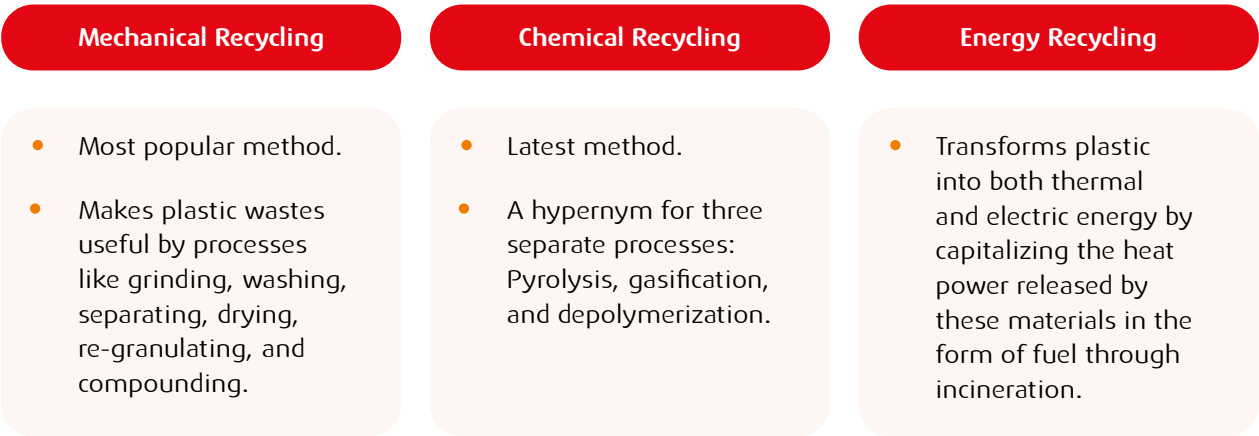 Mechanical Recycling
• Most popular method.
• Makes plastic wastes
useful by processes
like grinding, washing,
separating, drying,
re-granulating, and
compounding.
Chemical Recycling
• Latest method.
• A hypernym for three
separate processes:
Pyrolysis, gasification,
and depolymerization.
Energy Recycling
• Transforms plastic
into both thermal
and electric energy by
capitalizing the heat
power released by
these materials in the
form of fuel through
incineration.